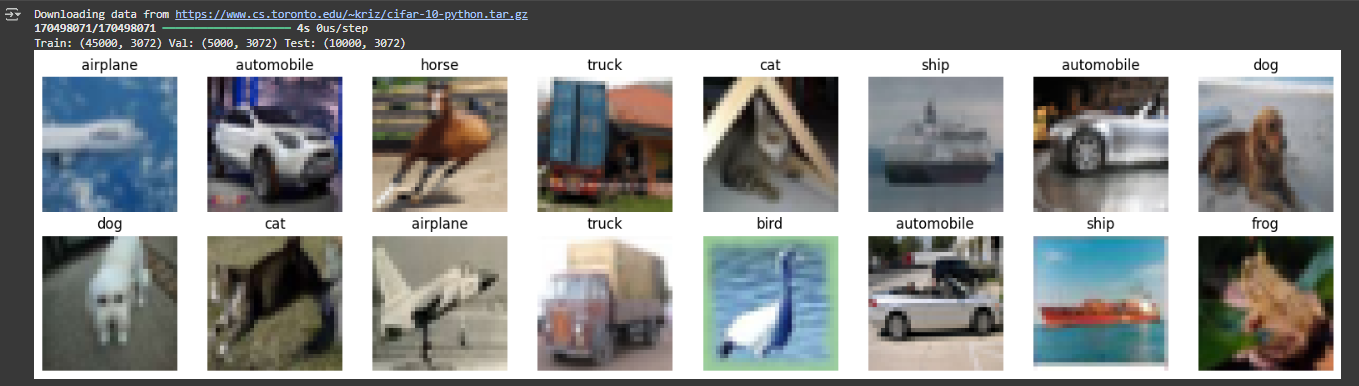 Downloading data from https://www.cs.toronto.edu/~kriz/cifar-10-python.tar.gz
170498071/170498071 ━━━━━━━━━━━━━━━━━━━━ 4s 0us/step
Train: (45000, 3072) Val: (5000, 3072) Test: (10000, 3072)
airplane automobile horse truck cat ship automobile dog
dog cat airplane truck bird automobile ship frog